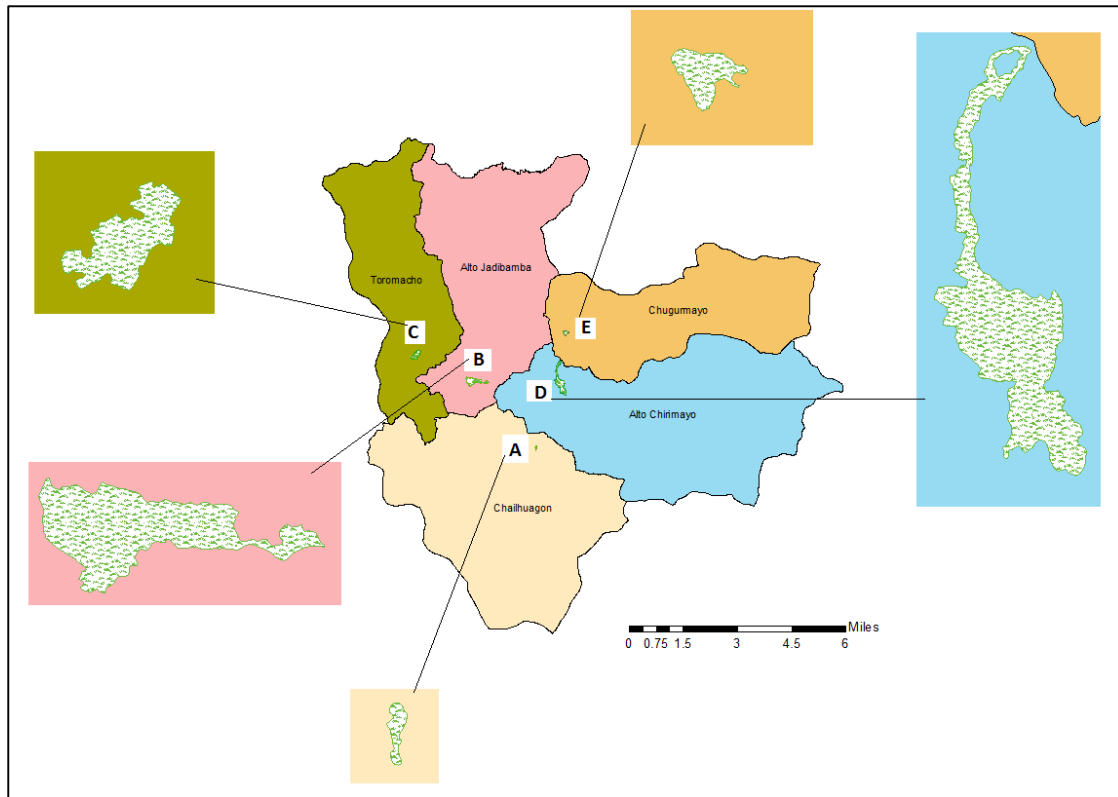 Alto Jadibamba
Toromacho
Chugurmayo
E
C
B
D
Alto Chirimayo
A
Chailhuagon
Miles
0 0.75 1.5 3 4.5 6